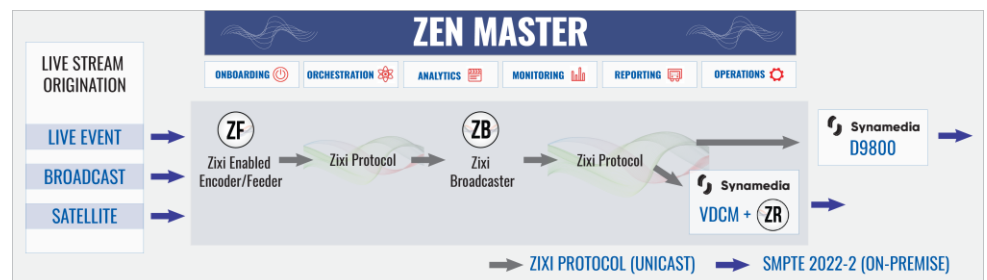 ZEN MASTER
ONBOARDING
ORCHESTRATION
ANALYTICS
MONITORING
REPORTING
OPERATIONS
LIVE STREAM
ORIGINATION
LIVE EVENT
BROADCAST
SATELLITE
ZF
Zixi Enabled
Encoder/Feeder
Zixi Protocol
ZB
Zixi
Broadcaster
Zixi Protocol
Synamedia
D9800
Synamedia
VDCM + ZR
ZIXI PROTOCOL (UNICAST)
SMPTE 2022-2 (ON-PREMISE)